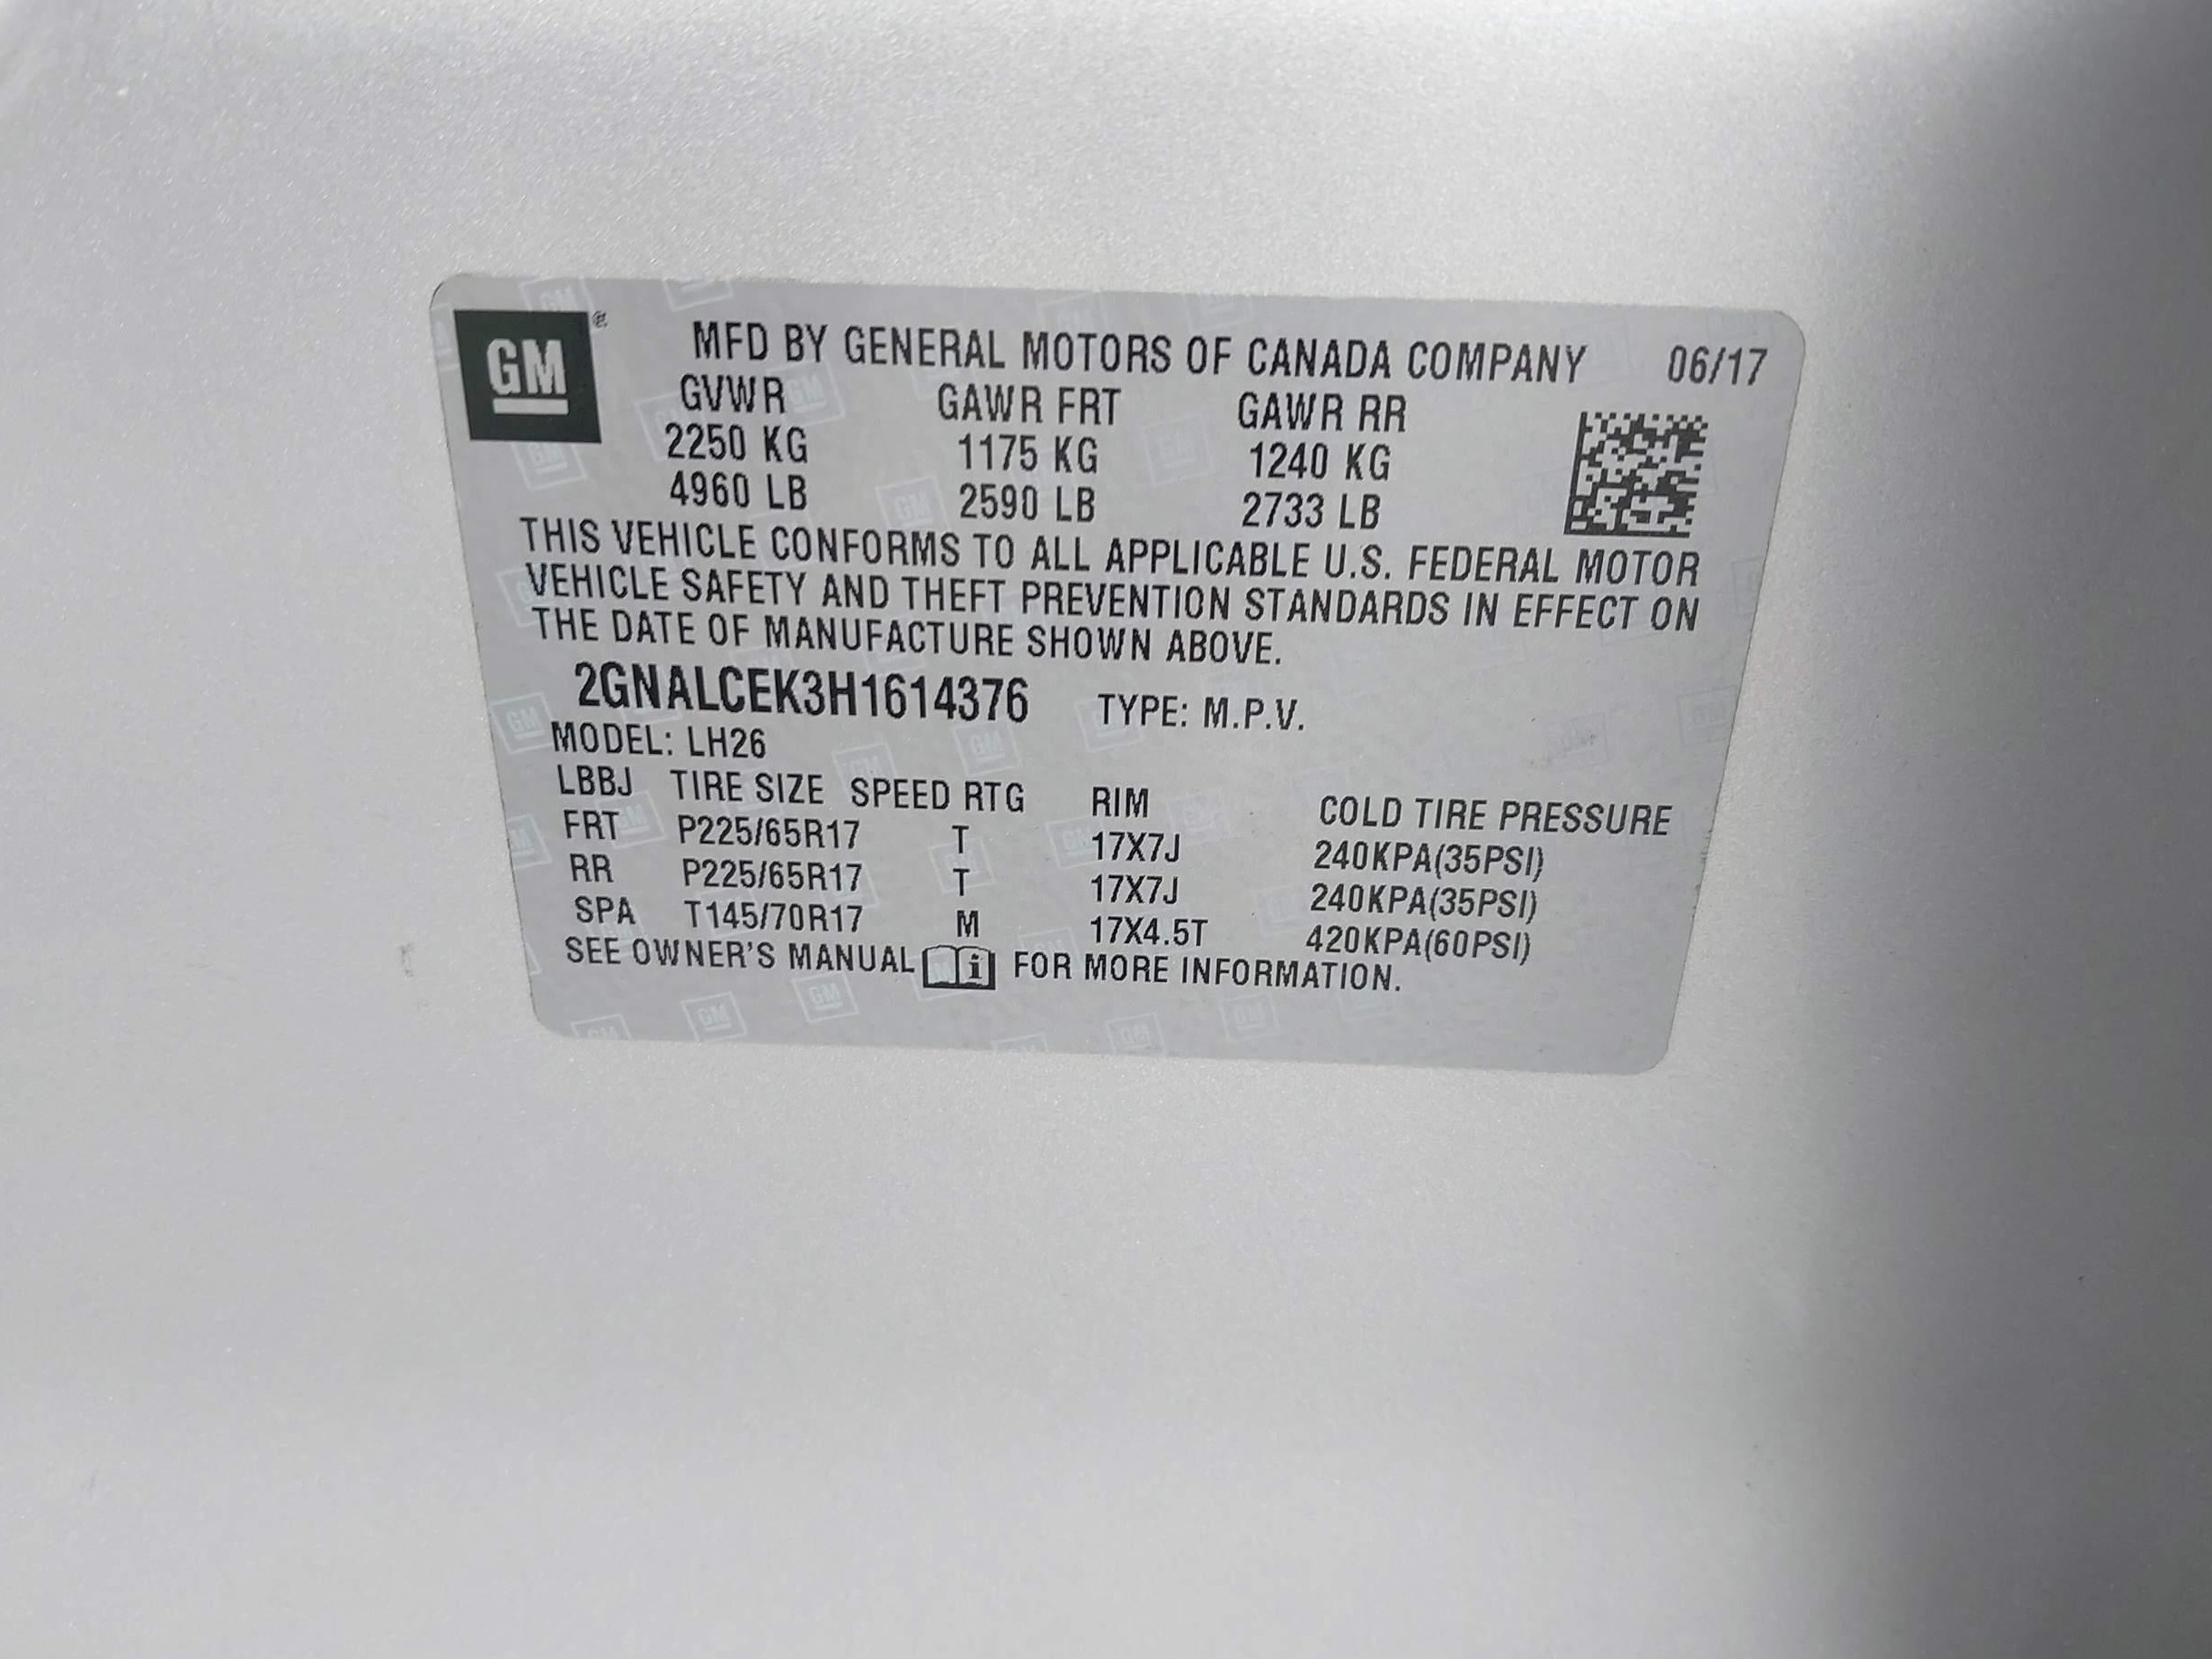 GM ®
MFD BY GENERAL MOTORS OF CANADA COMPANY 06/17
GVWR GAWR FRT GAWR RR
2250 KG 1175 KG 1240 KG
4960 LB 2590 LB 2733 LB
THIS VEHICLE CONFORMS TO ALL APPLICABLE U.S. FEDERAL MOTOR
VEHICLE SAFETY AND THEFT PREVENTION STANDARDS IN EFFECT ON
THE DATE OF MANUFACTURE SHOWN ABOVE.
2GNALCEK3H1614376 TYPE: M.P.V.
MODEL: LH26
LBBJ TIRE SIZE SPEED RTG RIM COLD TIRE PRESSURE
FRT P225/65R17 T 17X7J 240KPA(35PSI)
RR P225/65R17 T 17X7J 240KPA(35PSI)
SPA T145/70R17 M 17X4.5T 420KPA(60PSI)
SEE OWNER'S MANUAL i FOR MORE INFORMATION.